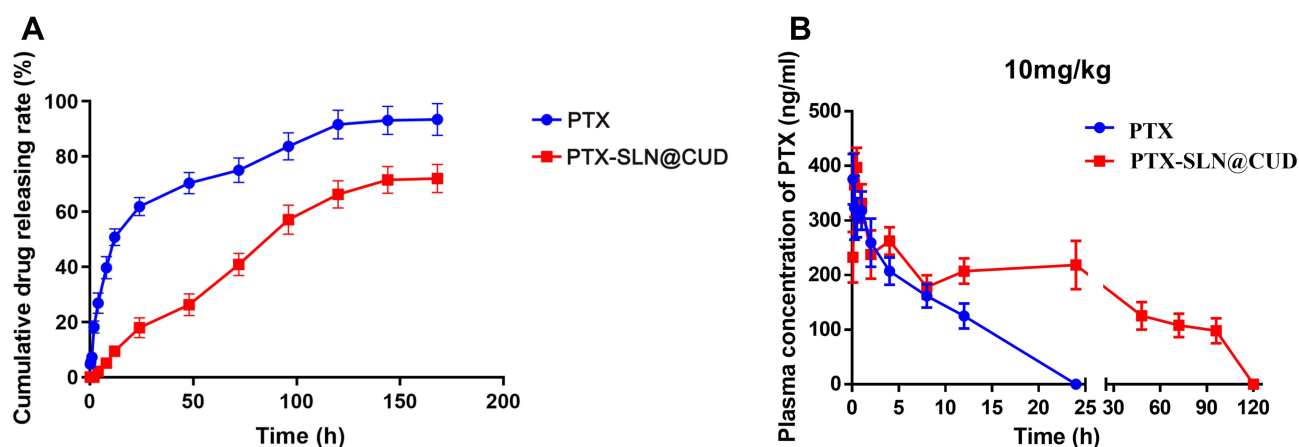 A
Cumulative drug releasing rate (%)
100
80
60
40
20
0
0 50 100 150 200
Time (h)
PTX
PTX-SLN@CUD
B
10mg/kg
Plasma concentration of PTX (ng/ml)
500
400
300
200
100
0
0 5 10 15 20 25 30 60 90 120
Time (h)
PTX
PTX-SLN@CUD